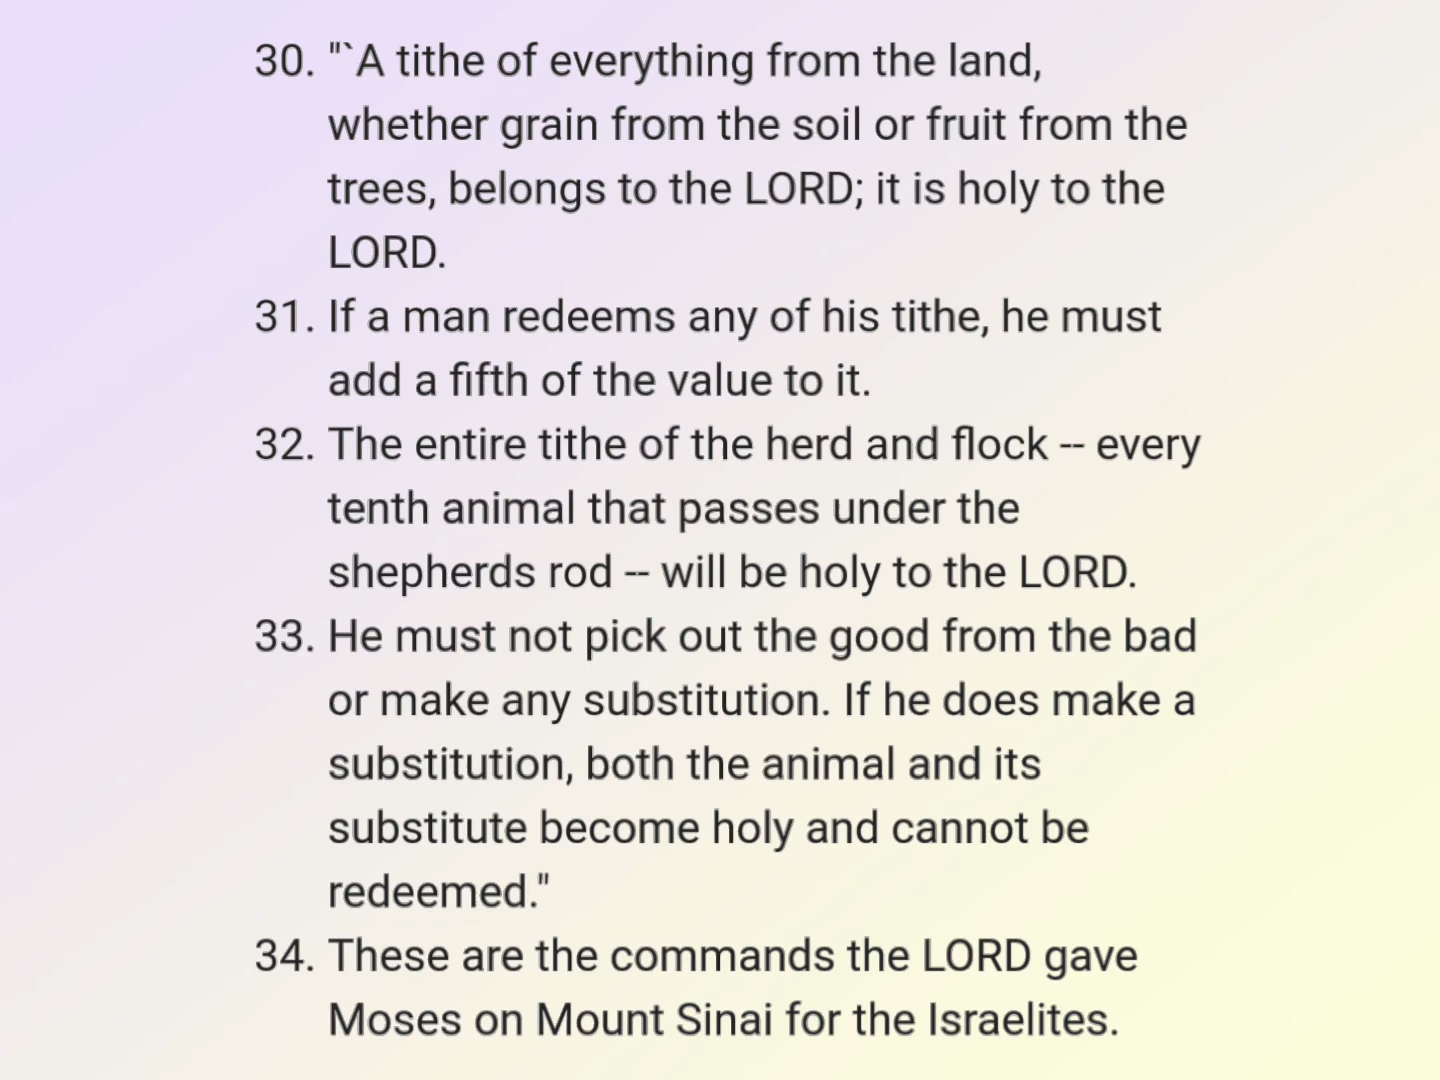 30. "`A tithe of everything from the land,
whether grain from the soil or fruit from the
trees, belongs to the LORD; it is holy to the
LORD.
31. If a man redeems any of his tithe, he must
add a fifth of the value to it.
32. The entire tithe of the herd and flock -- every
tenth animal that passes under the
shepherds rod -- will be holy to the LORD.
33. He must not pick out the good from the bad
or make any substitution. If he does make a
substitution, both the animal and its
substitute become holy and cannot be
redeemed."
34. These are the commands the LORD gave
Moses on Mount Sinai for the Israelites.